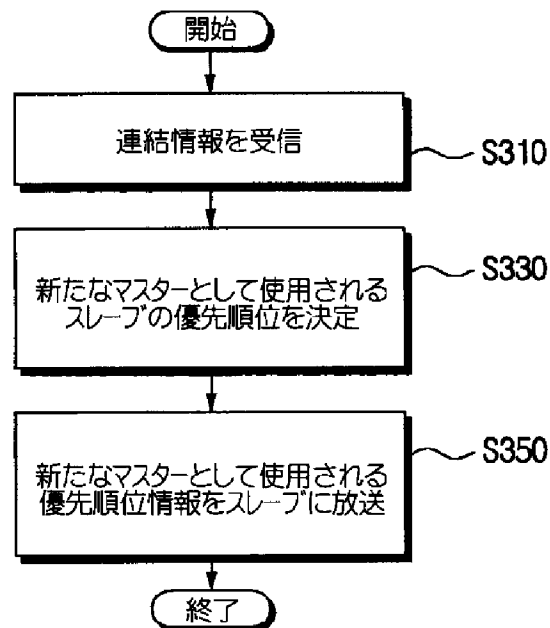 開始
連結情報を受信
S310
新たなマスターとして使用される
スレーブの優先順位を決定
S330
新たなマスターとして使用される
優先順位情報をスレーブに放送
S350
終了